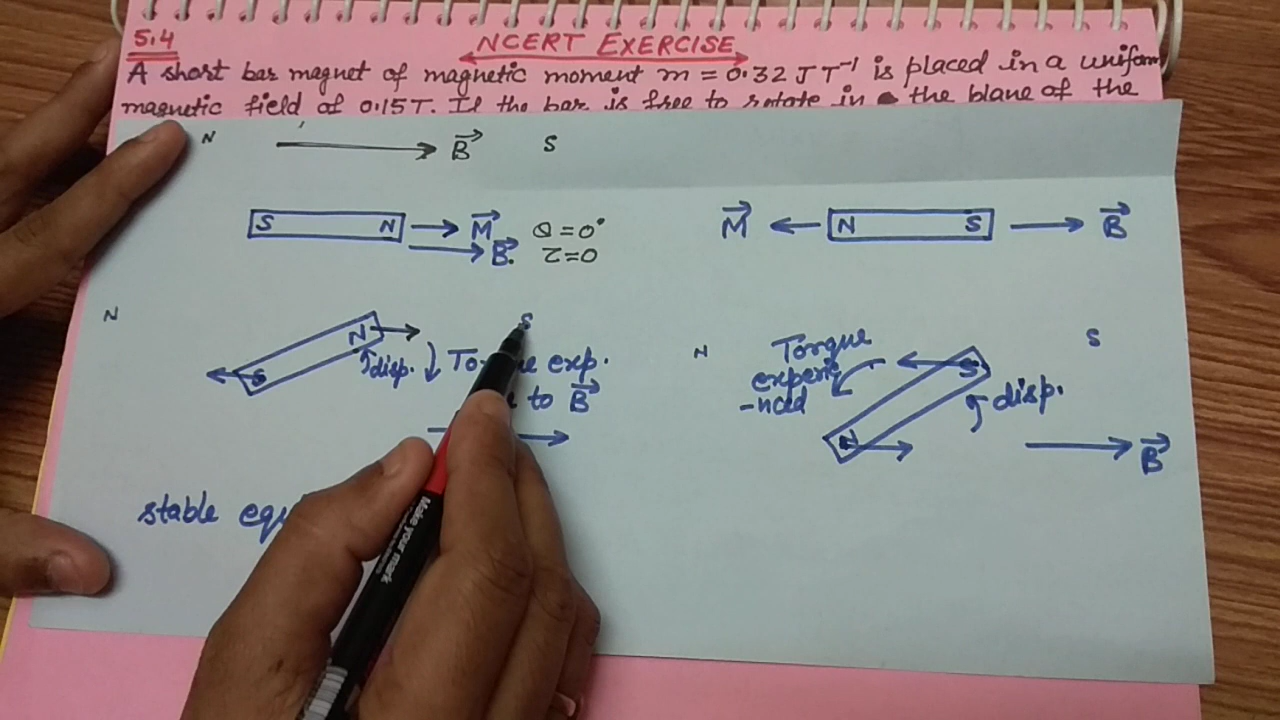 5.4
NCERT EXERCISE
A short bar magnet of magnetic moment m = 0.32 J T⁻¹ is placed in a uniform
magnetic field of 0.15T. If the bar is free to rotate in the plane of the
N B⃗ S
S N M⃗ θ = 0°
B⃗. τ = 0
M⃗ N S B⃗
N S
N disp. Torque exp.
S to B⃗
stable
N Torque S
experie S
-nced disp.
N B⃗